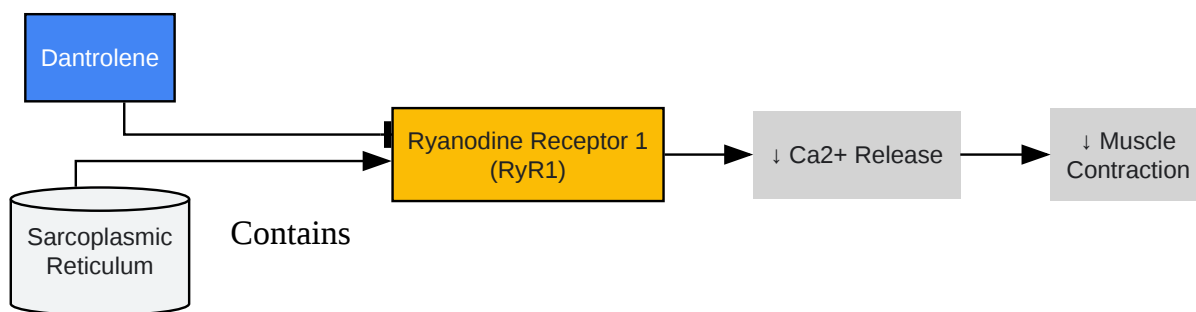 Dantrolene
Ryanodine Receptor 1
(RyR1)
↓ Ca2+ Release
↓ Muscle
Contraction
Contains
Sarcoplasmic
Reticulum